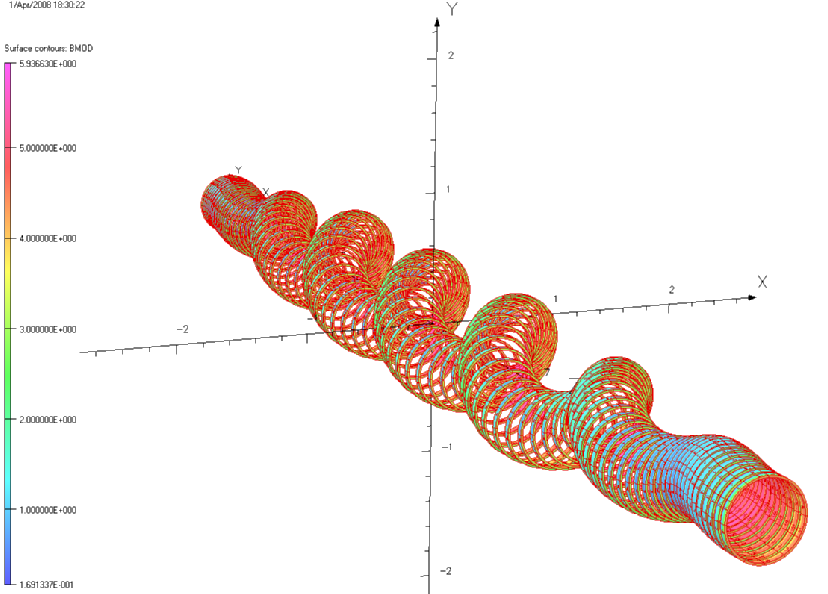 1/Apr/2008 18:30:22
Surface contours: BMOD
5.936630E+000
5.000000E+000
4.000000E+000
3.000000E+000
2.000000E+000
1.000000E+000
1.691337E-001
Y
2
1
-1
-2
Y
X
-2
1
2
X